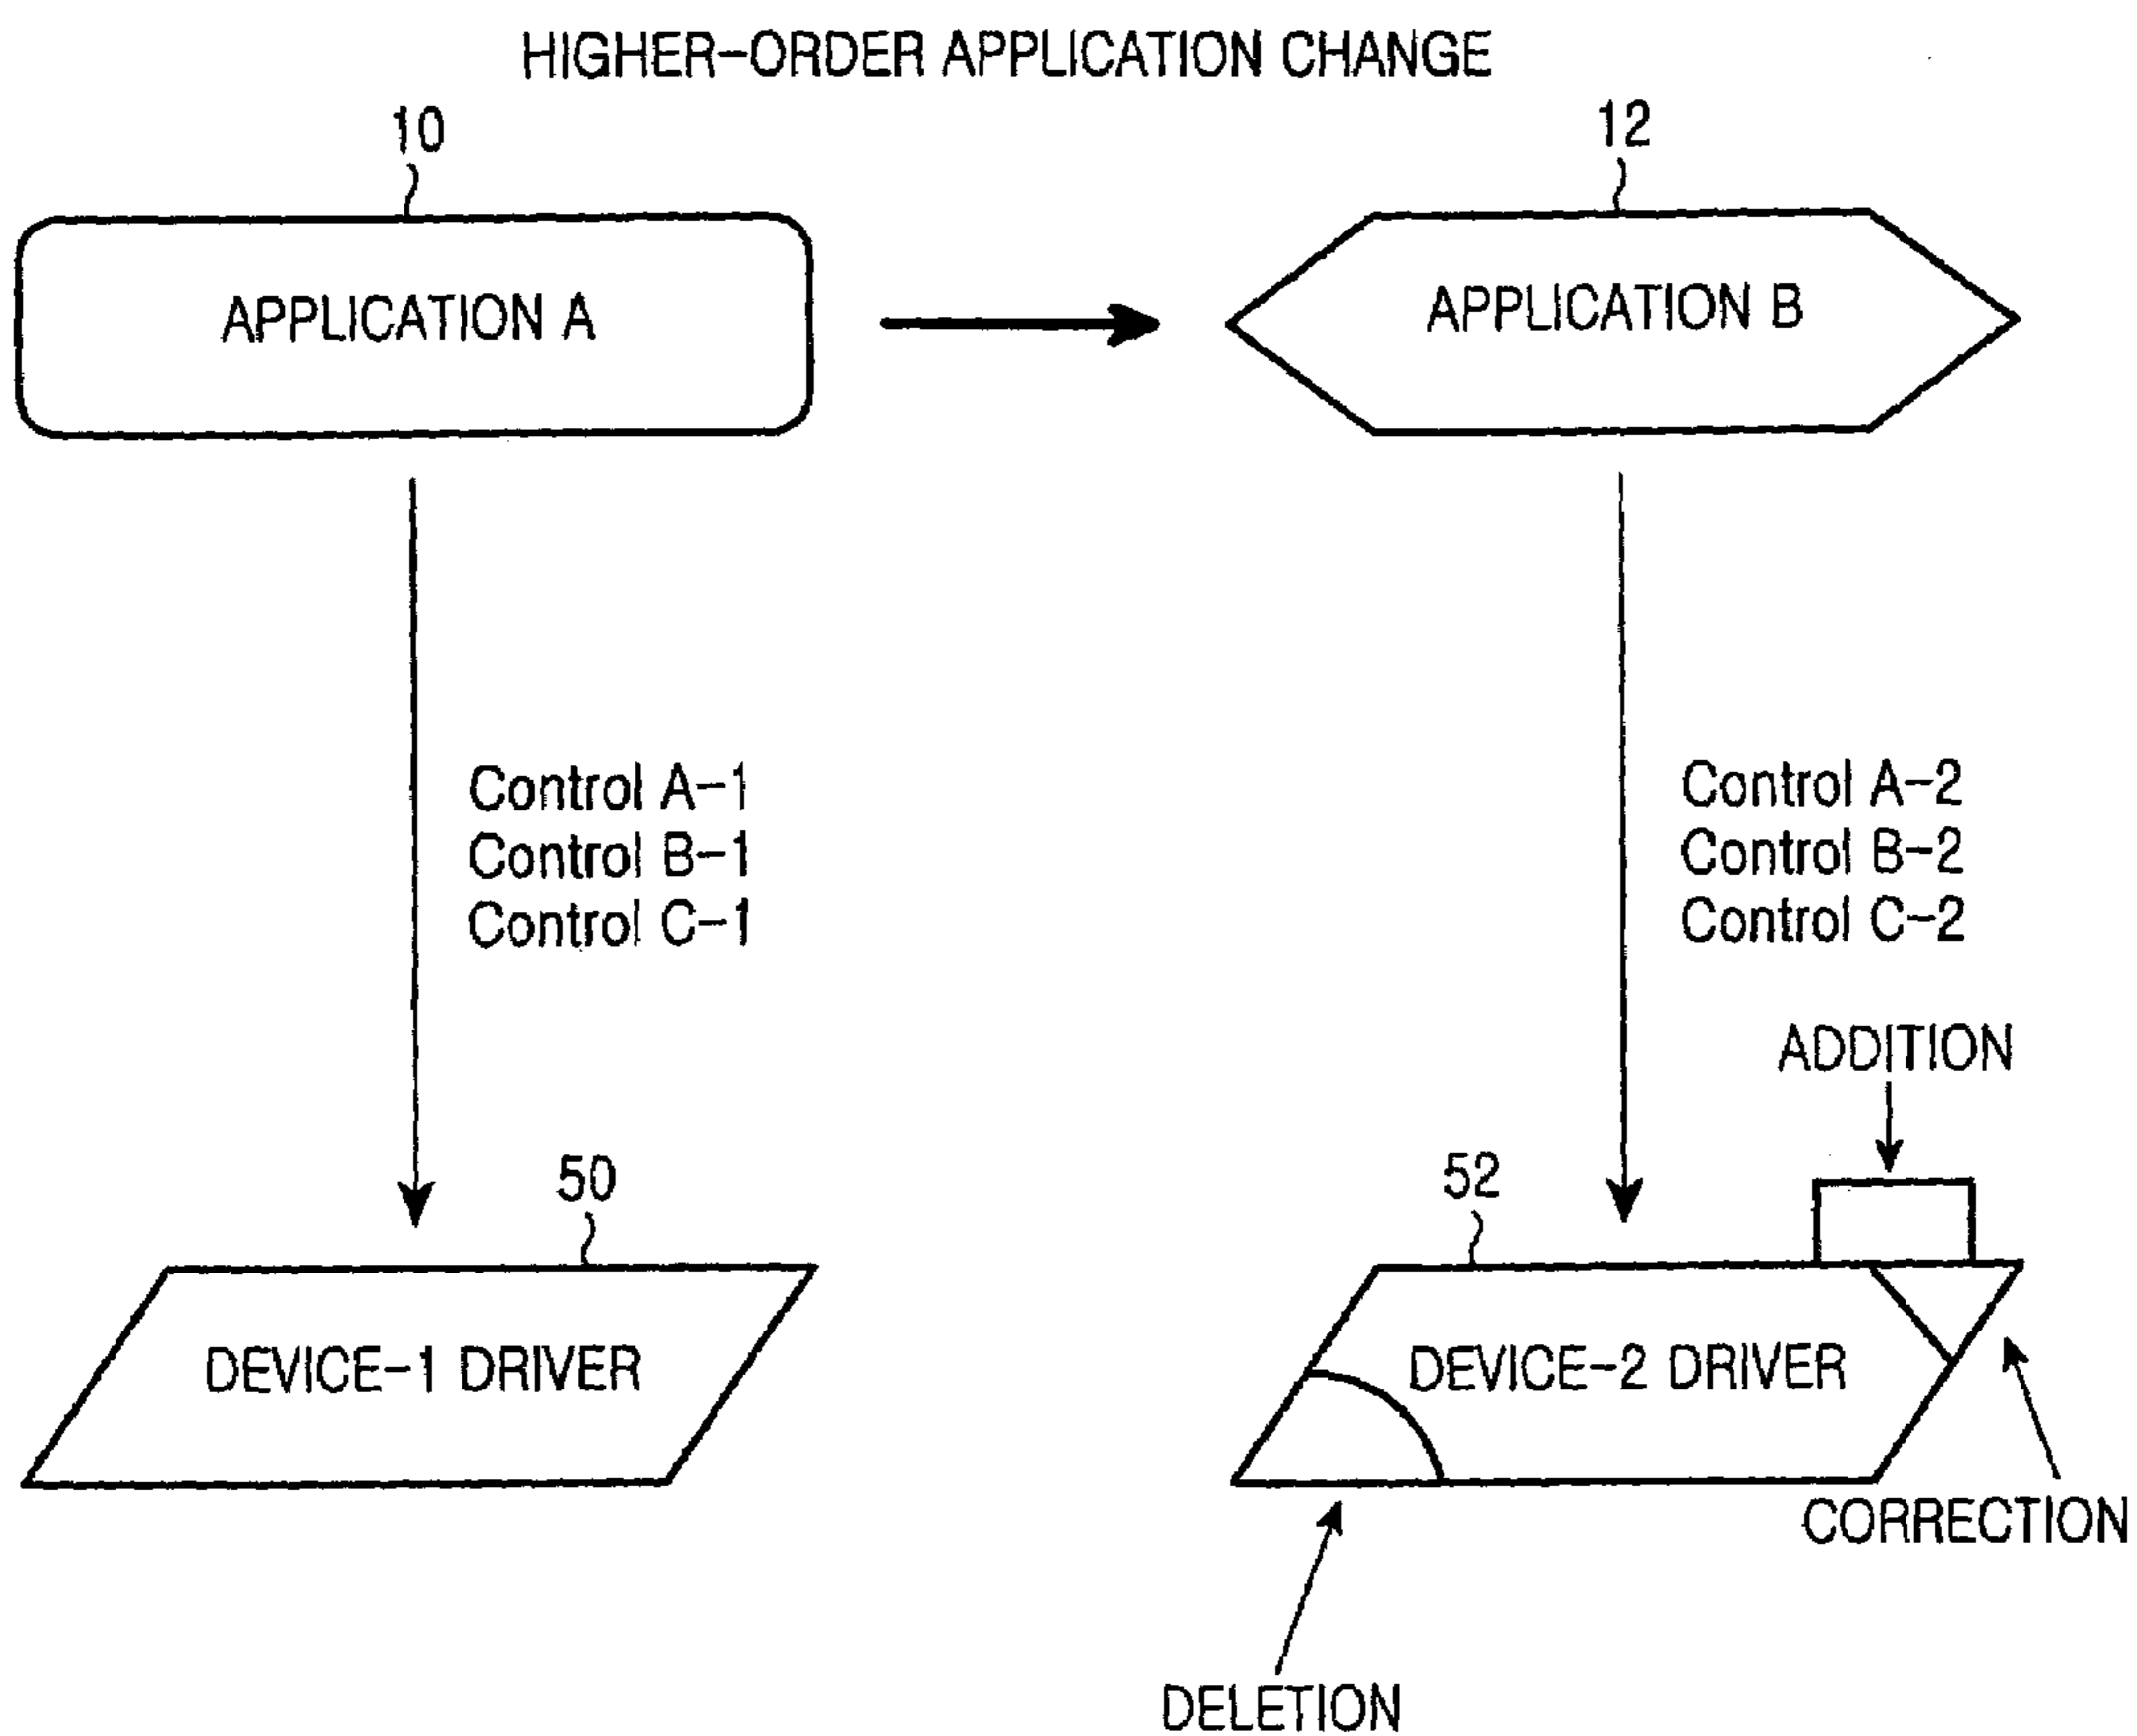 HIGHER-ORDER APPLICATION CHANGE
10
12
APPLICATION A
APPLICATION B
Control A-1
Control B-1
Control C-1
Control A-2
Control B-2
Control C-2
ADDITION
50
52
DEVICE-1 DRIVER
DEVICE-2 DRIVER
CORRECTION
DELETION